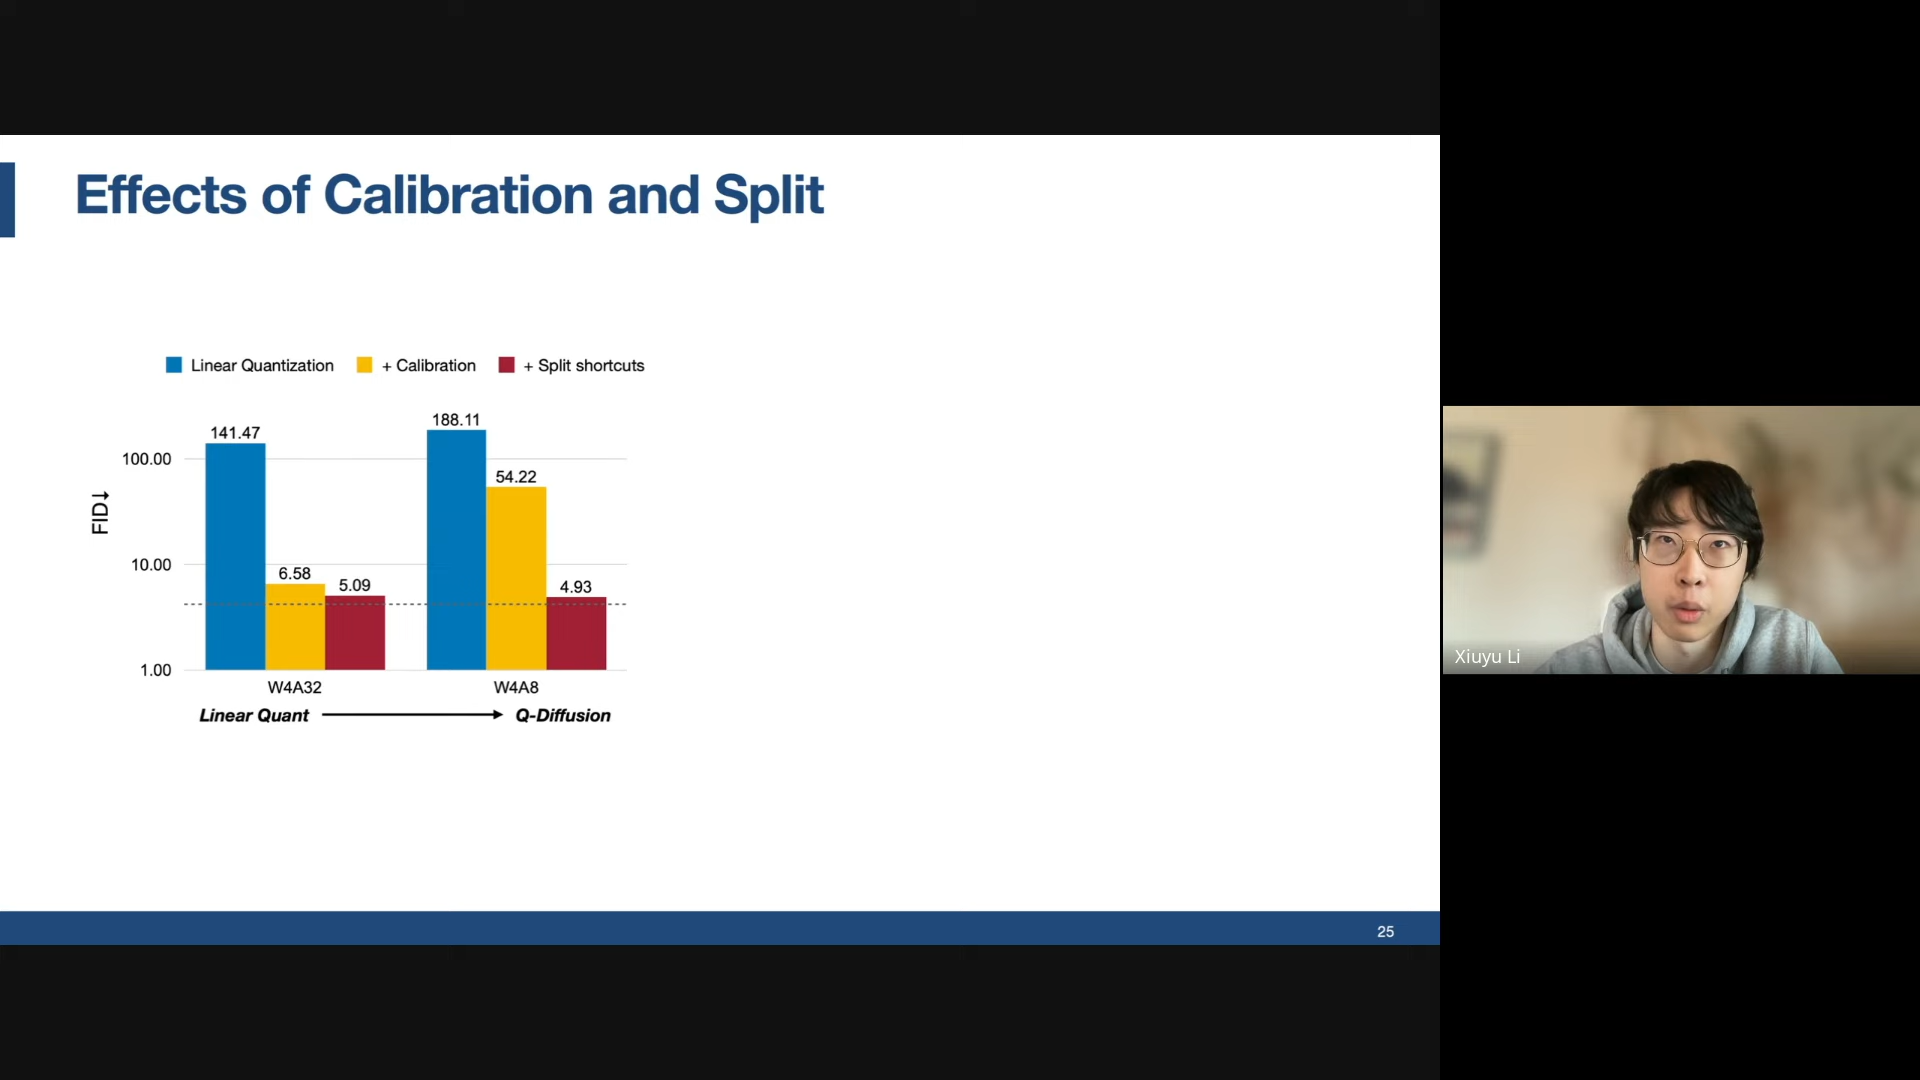 Effects of Calibration and Split
Linear Quantization + Calibration + Split shortcuts
188.11
141.47
100.00
54.22
FID↓
10.00
6.58
5.09
4.93
1.00
W4A32 W4A8
Linear Quant Q-Diffusion
Xiuyu Li
25